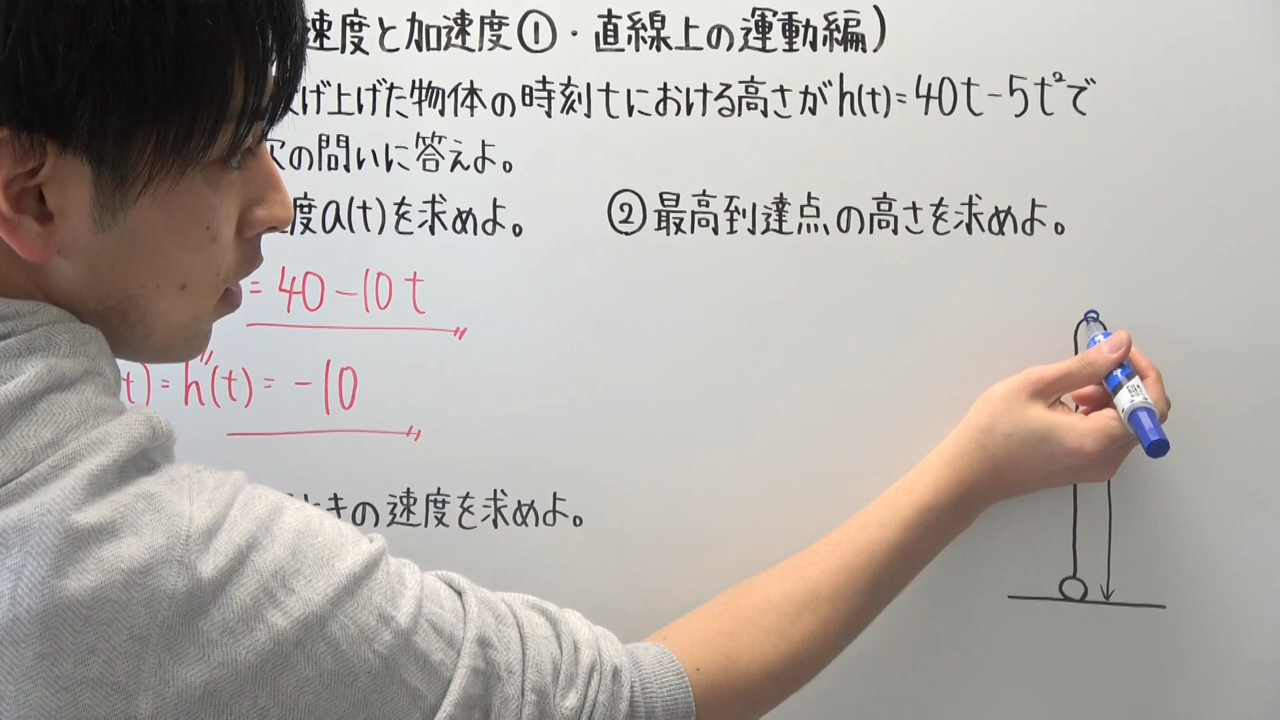 速度と加速度①・直線上の運動編)
げ上げた物体の時刻tにおける高さがh(t)=40t-5t²で
の問いに答えよ。
度a(t)を求めよ。 ②最高到達点の高さを求めよ。
= 40-10t
t)=h''(t)=-10
きの速度を求めよ。